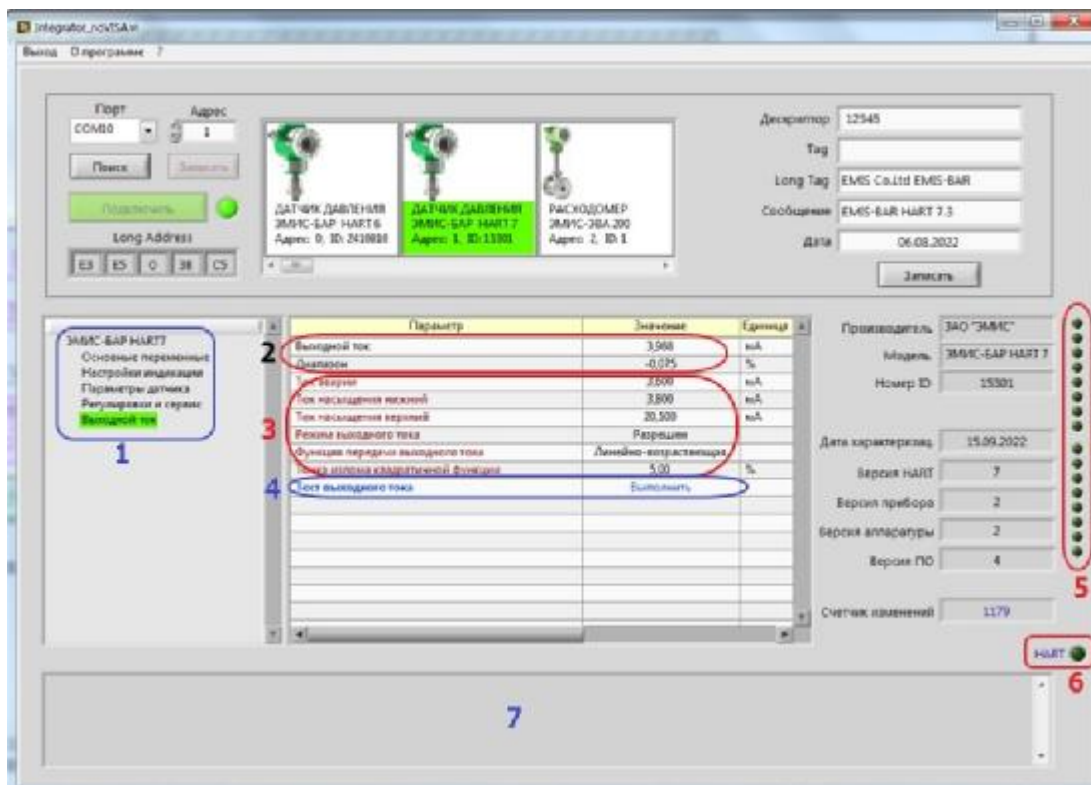 Integrator_noVISA.vi
Выход О программе ?
Порт Адрес
COM10 1
Поиск Записать
Подключить
Long Address
E3 E5 0 38 C5
ДАТЧИК ДАВЛЕНИЯ
ЭМИС-БАР HART6
Адрес: 0, ID:2410010
ДАТЧИК ДАВЛЕНИЯ
ЭМИС-БАР HART7
Адрес: 1, ID:15301
РАСХОДОМЕР
ЭМИС-ЭВА 200
Адрес: 2, ID:1
Дескриптор 12345
Tag
Long Tag EMIS Co.Ltd EMIS-BAR
Сообщение EMIS-BAR HART 7.3
Дата 06.08.2022
Записать
ЭМИС-БАР HART7
Основные переменные
Настройки индикации
Параметры датчика
Регулировки и сервис
Выходной ток
1
Параметр Значение Единица
2
Выходной ток 3,988 мА
Диапазон -0,075 %
3
Ток аварии 3,600 мА
Ток насыщения нижний 3,800 мА
Ток насыщения верхний 20,500 мА
Режим выходного тока Разрешен
Функция передачи выходного тока Линейно-возрастающая
Точка излома квадратичной функции 5,00 %
4
Тест выходного тока Выполнить
Производитель ЗАО "ЭМИС"
Модель ЭМИС-БАР HART 7
Номер ID 15301
Дата характеризац. 15.09.2022
Версия HART 7
Версия прибора 2
Версия аппаратуры 2
Версия ПО 4
Счетчик изменений 1179
5
HART
6
7